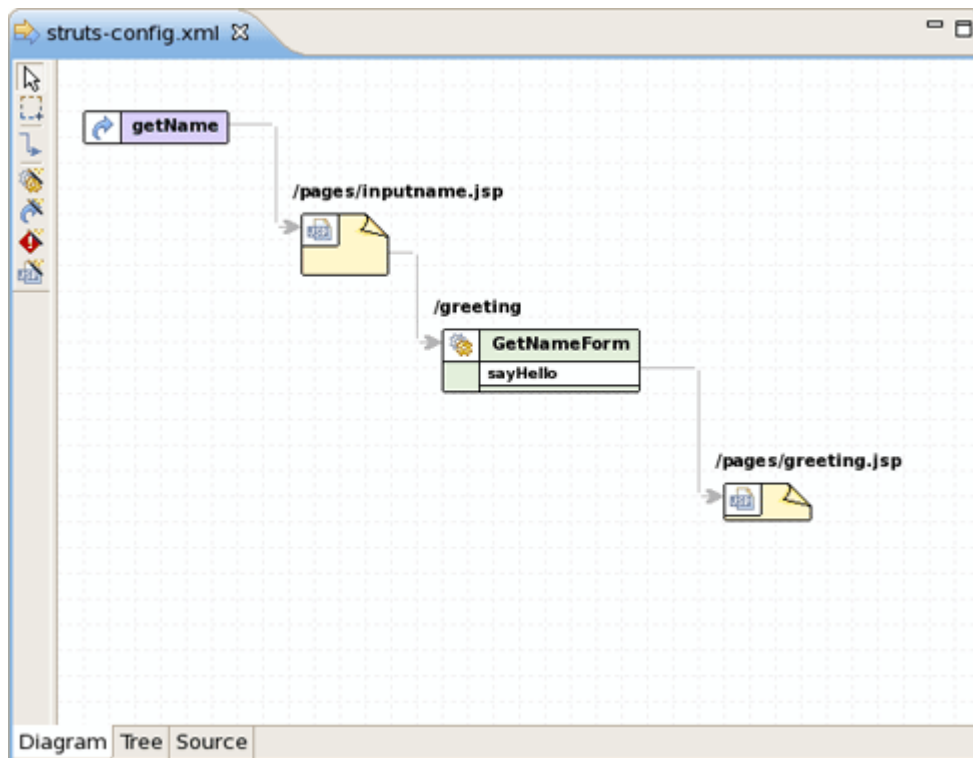 struts-config.xml
getName
/pages/inputname.jsp
/greeting
GetNameForm
sayHello
/pages/greeting.jsp
Diagram Tree Source